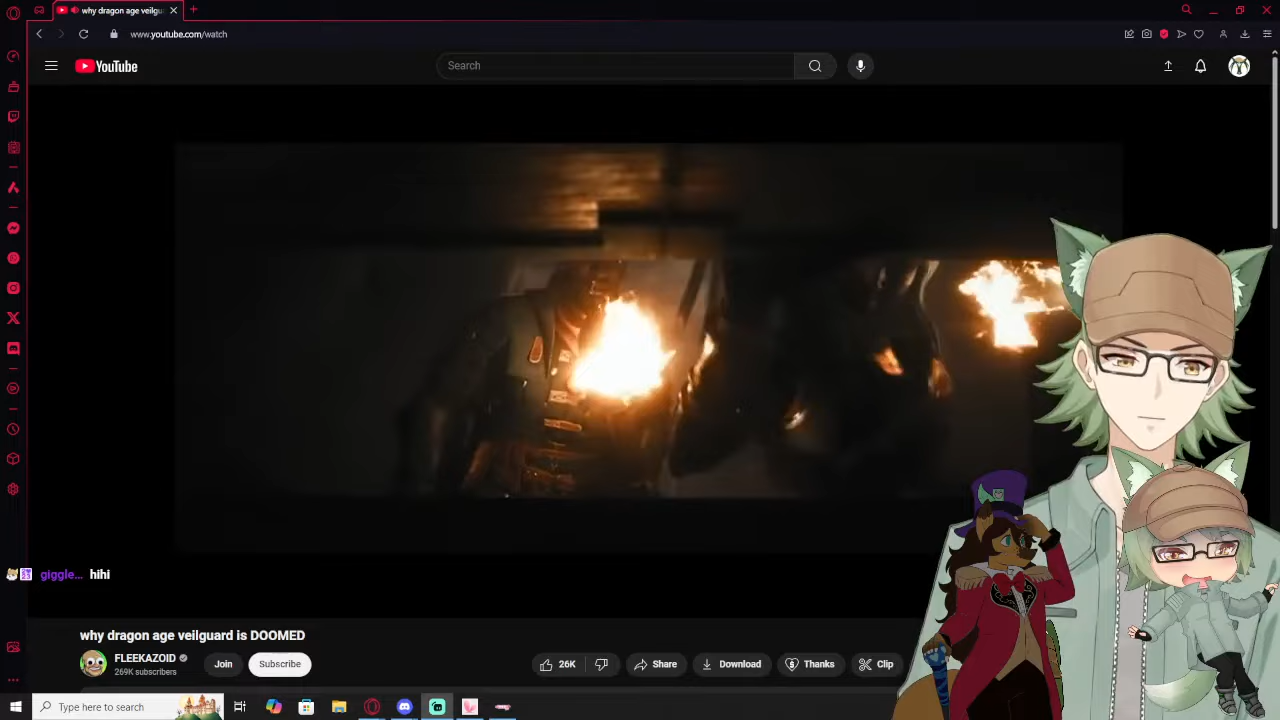 why dragon age veilgu
www.youtube.com/watch
YouTube
Search
giggle... hihi
why dragon age veilguard is DOOMED
FLEEKAZOID
269K subscribers
Join
Subscribe
26K
Share
Download
Thanks
Clip
Type here to search